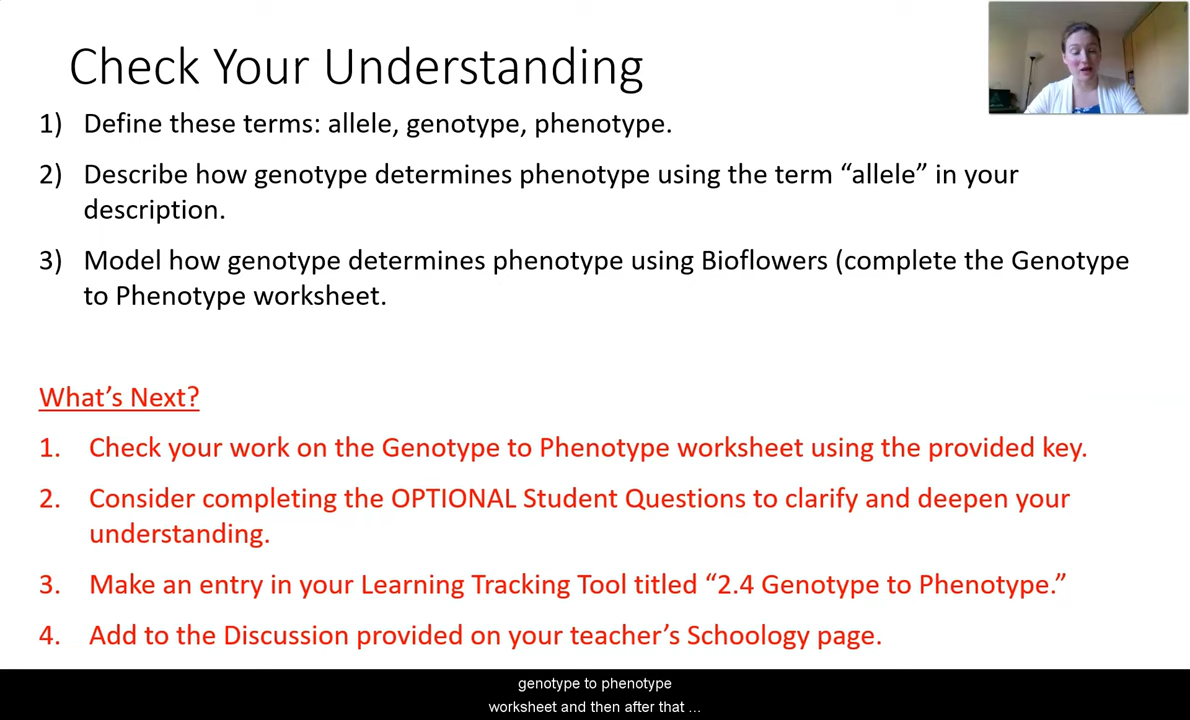 Check Your Understanding
1) Define these terms: allele, genotype, phenotype.
2) Describe how genotype determines phenotype using the term “allele” in your
description.
3) Model how genotype determines phenotype using Bioflowers (complete the Genotype
to Phenotype worksheet.
What’s Next?
1. Check your work on the Genotype to Phenotype worksheet using the provided key.
2. Consider completing the OPTIONAL Student Questions to clarify and deepen your
understanding.
3. Make an entry in your Learning Tracking Tool titled “2.4 Genotype to Phenotype.”
4. Add to the Discussion provided on your teacher’s Schoology page.
genotype to phenotype
worksheet and then after that ...